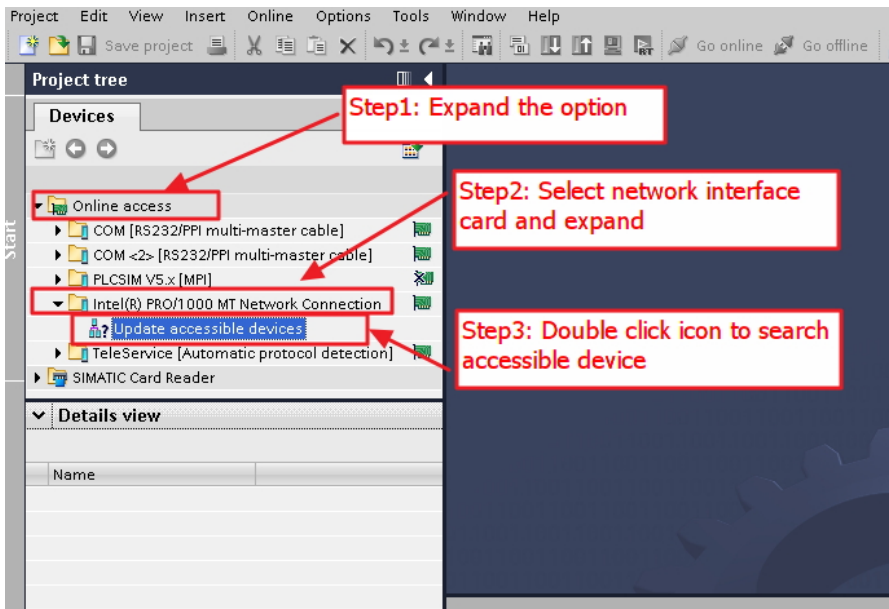 Project Edit View Insert Online Options Tools Window Help
Save project Go online Go offline
Project tree
Devices
Step1: Expand the option
Start
Online access
COM [RS232/PPI multi-master cable]
COM <2> [RS232/PPI multi-master cable]
PLCSIM V5.x [MPI]
Intel(R) PRO/1000 MT Network Connection
Update accessible devices
TeleService [Automatic protocol detection]
SIMATIC Card Reader
Step2: Select network interface
card and expand
Step3: Double click icon to search
accessible device
Details view
Name